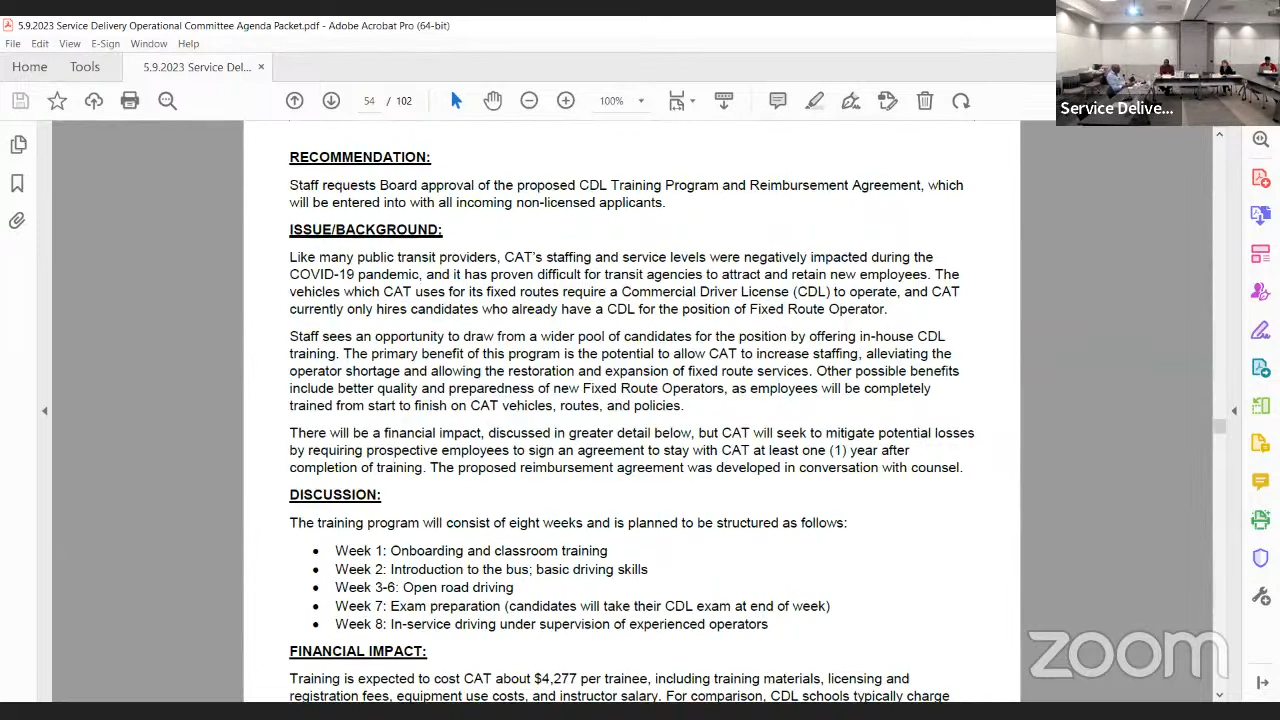 5.9.2023 Service Delivery Operational Committee Agenda Packet.pdf - Adobe Acrobat Pro (64-bit)
File Edit View E-Sign Window Help
Home Tools 5.9.2023 Service Del... ×
54 / 102 100%
Service Delive...
RECOMMENDATION:
Staff requests Board approval of the proposed CDL Training Program and Reimbursement Agreement, which
will be entered into with all incoming non-licensed applicants.
ISSUE/BACKGROUND:
Like many public transit providers, CAT's staffing and service levels were negatively impacted during the
COVID-19 pandemic, and it has proven difficult for transit agencies to attract and retain new employees. The
vehicles which CAT uses for its fixed routes require a Commercial Driver License (CDL) to operate, and CAT
currently only hires candidates who already have a CDL for the position of Fixed Route Operator.
Staff sees an opportunity to draw from a wider pool of candidates for the position by offering in-house CDL
training. The primary benefit of this program is the potential to allow CAT to increase staffing, alleviating the
operator shortage and allowing the restoration and expansion of fixed route services. Other possible benefits
include better quality and preparedness of new Fixed Route Operators, as employees will be completely
trained from start to finish on CAT vehicles, routes, and policies.
There will be a financial impact, discussed in greater detail below, but CAT will seek to mitigate potential losses
by requiring prospective employees to sign an agreement to stay with CAT at least one (1) year after
completion of training. The proposed reimbursement agreement was developed in conversation with counsel.
DISCUSSION:
The training program will consist of eight weeks and is planned to be structured as follows:
• Week 1: Onboarding and classroom training
• Week 2: Introduction to the bus; basic driving skills
• Week 3-6: Open road driving
• Week 7: Exam preparation (candidates will take their CDL exam at end of week)
• Week 8: In-service driving under supervision of experienced operators
FINANCIAL IMPACT:
Training is expected to cost CAT about $4,277 per trainee, including training materials, licensing and
registration fees, equipment use costs, and instructor salary. For comparison, CDL schools typically charge
zoom